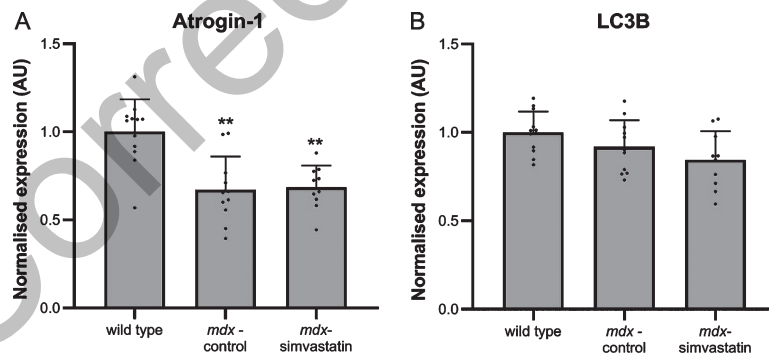 A
Atrogin-1
Normalised expression (AU)
1.5
1.0
0.5
0.0
**
**
wild type
mdx -
control
mdx-
simvastatin
B
LC3B
Normalised expression (AU)
1.5
1.0
0.5
0.0
wild type
mdx -
control
mdx-
simvastatin
Corre